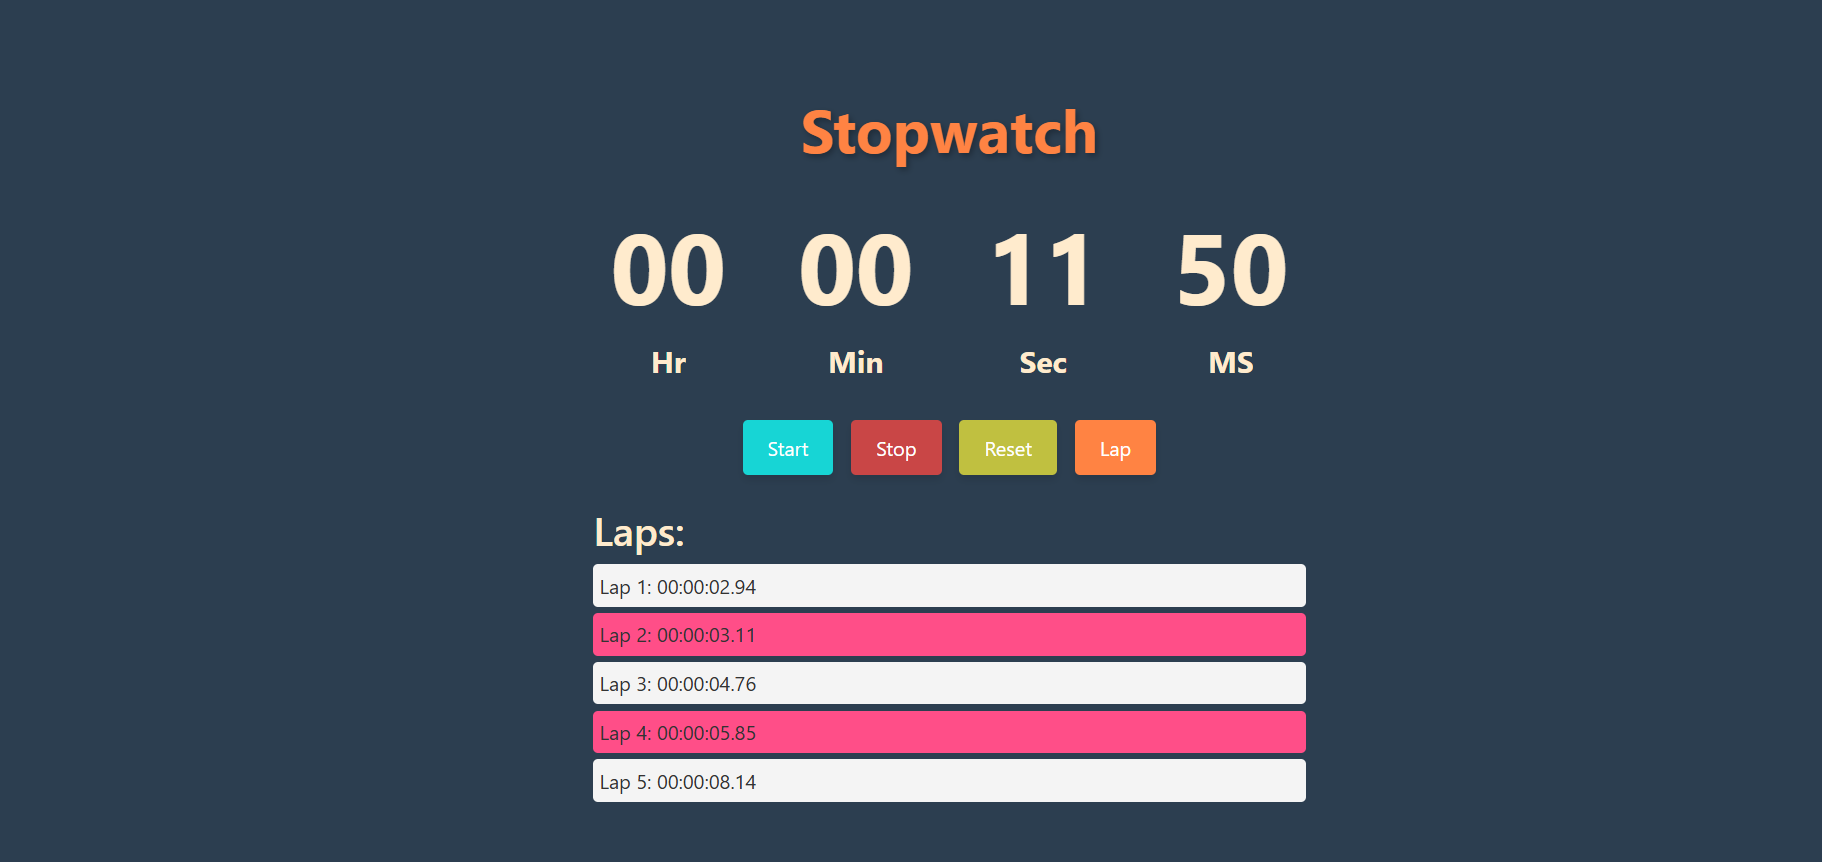 Stopwatch
00 00 11 50
Hr Min Sec MS
Start Stop Reset Lap
Laps:
Lap 1: 00:00:02.94
Lap 2: 00:00:03.11
Lap 3: 00:00:04.76
Lap 4: 00:00:05.85
Lap 5: 00:00:08.14